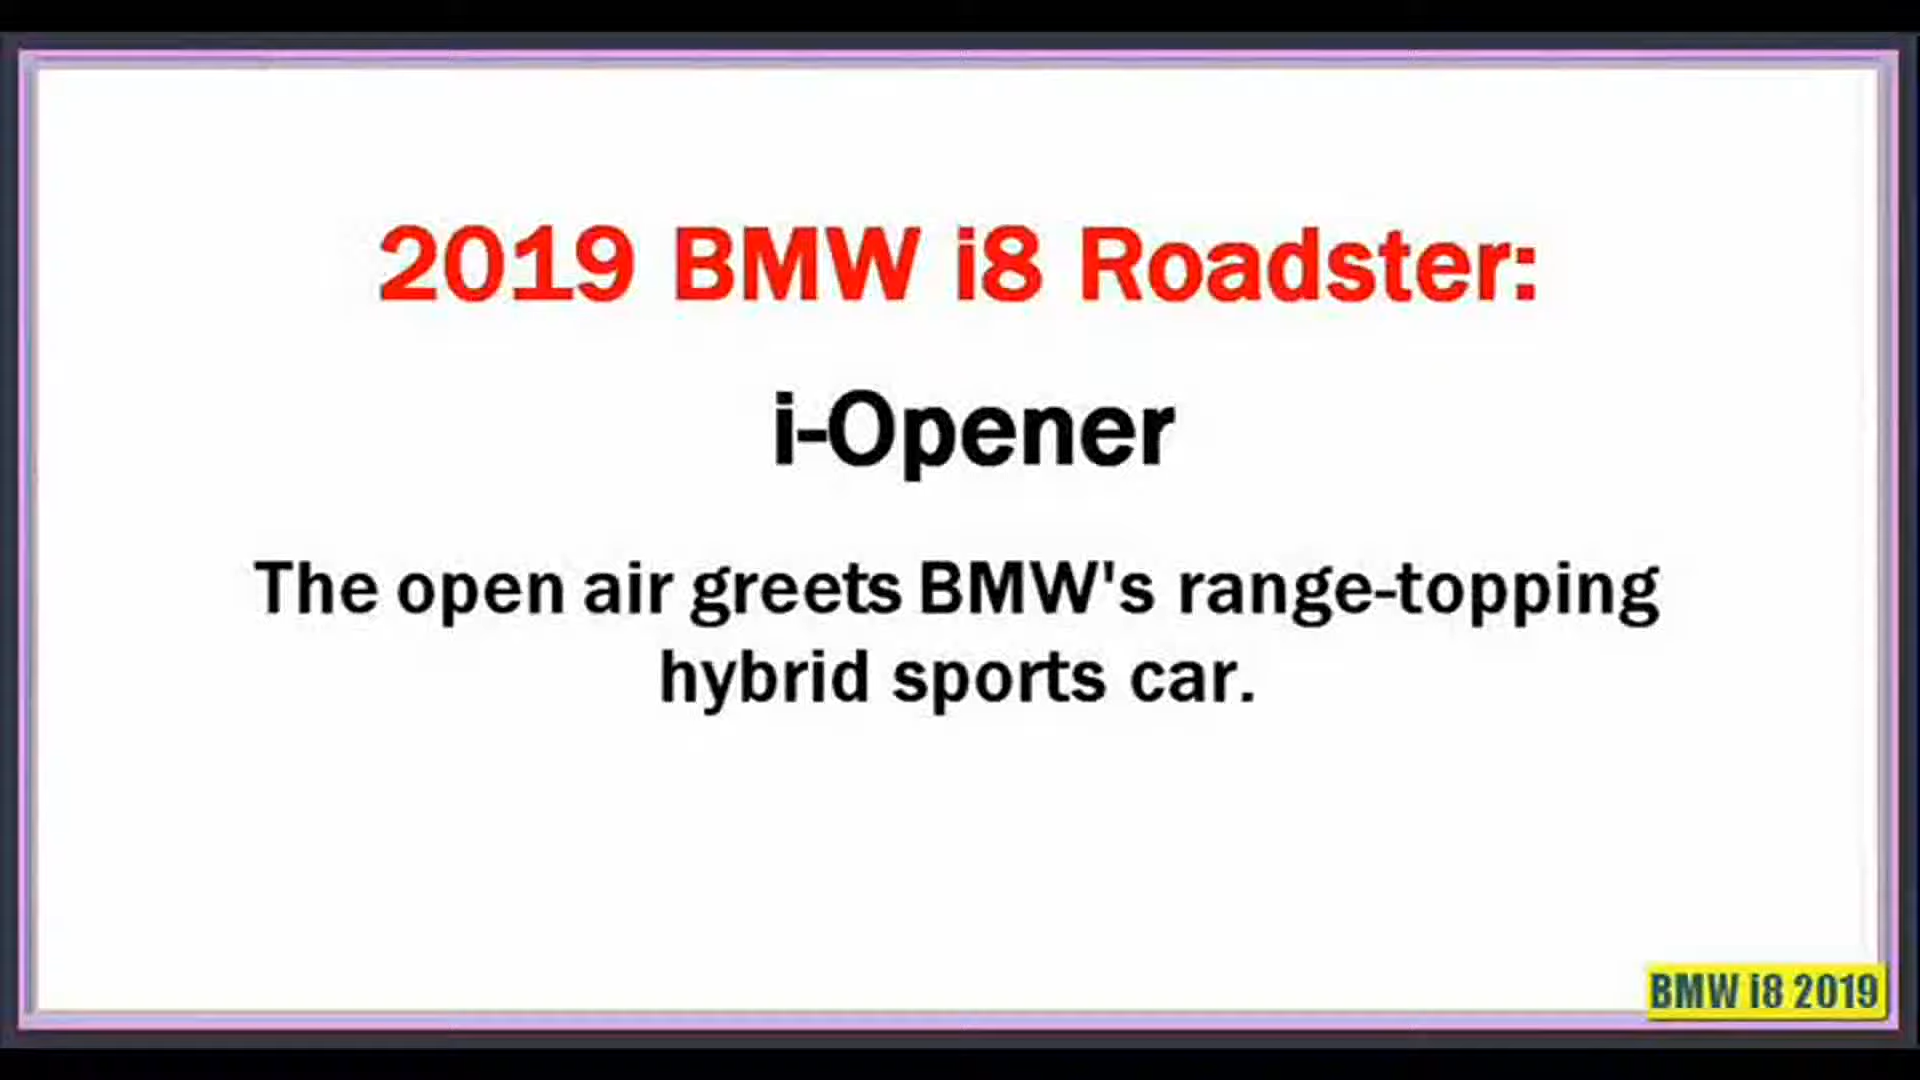 2019 BMW i8 Roadster:
i-Opener
The open air greets BMW's range-topping
hybrid sports car.
BMW i8 2019